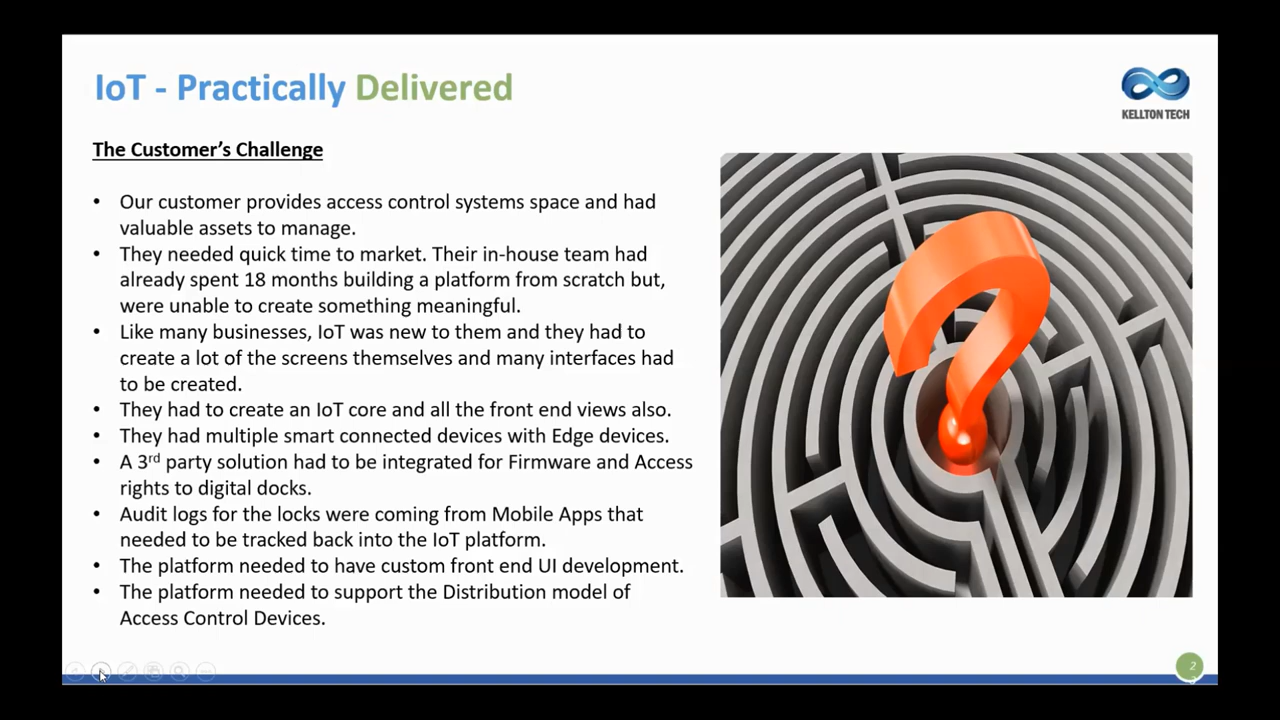 IoT - Practically Delivered
KELLTON TECH
The Customer's Challenge
• Our customer provides access control systems space and had
valuable assets to manage.
• They needed quick time to market. Their in-house team had
already spent 18 months building a platform from scratch but,
were unable to create something meaningful.
• Like many businesses, IoT was new to them and they had to
create a lot of the screens themselves and many interfaces had
to be created.
• They had to create an IoT core and all the front end views also.
• They had multiple smart connected devices with Edge devices.
• A 3rd party solution had to be integrated for Firmware and Access
rights to digital docks.
• Audit logs for the locks were coming from Mobile Apps that
needed to be tracked back into the IoT platform.
• The platform needed to have custom front end UI development.
• The platform needed to support the Distribution model of
Access Control Devices.
2